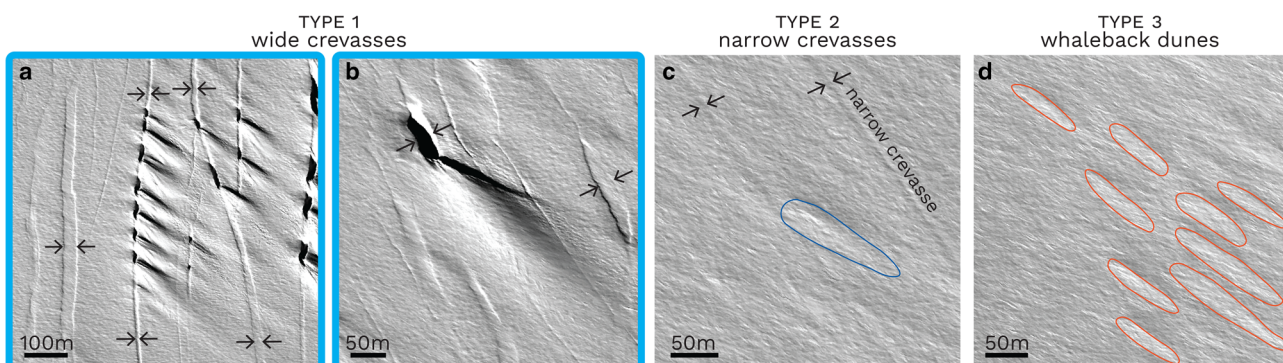 TYPE 1
wide crevasses
TYPE 2
narrow crevasses
TYPE 3
whaleback dunes
a
b
c
d
narrow crevasse
100m
50m
50m
50m